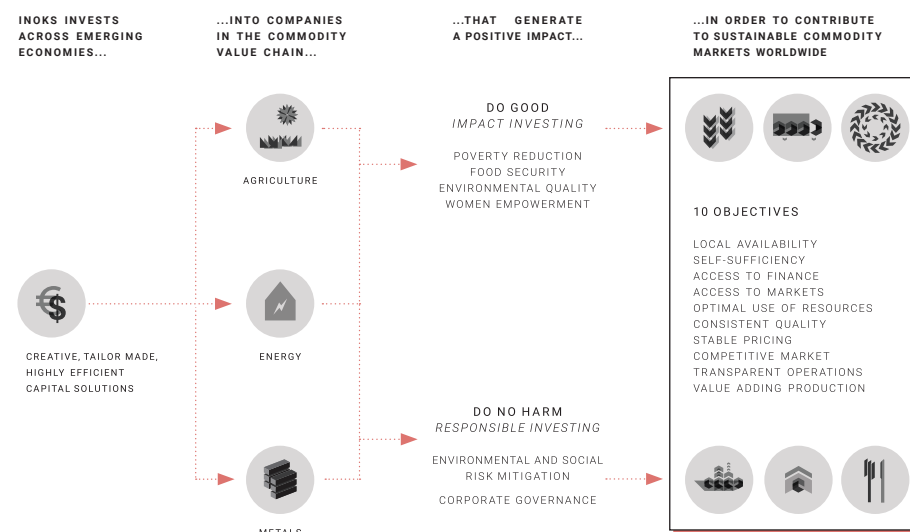 INOKS INVESTS
ACROSS EMERGING
ECONOMIES...
...INTO COMPANIES
IN THE COMMODITY
VALUE CHAIN...
...THAT GENERATE
A POSITIVE IMPACT...
...IN ORDER TO CONTRIBUTE
TO SUSTAINABLE COMMODITY
MARKETS WORLDWIDE
€$
CREATIVE, TAILOR MADE,
HIGHLY EFFICIENT
CAPITAL SOLUTIONS
AGRICULTURE
ENERGY
METALS
DO GOOD
IMPACT INVESTING
POVERTY REDUCTION
FOOD SECURITY
ENVIRONMENTAL QUALITY
WOMEN EMPOWERMENT
DO NO HARM
RESPONSIBLE INVESTING
ENVIRONMENTAL AND SOCIAL
RISK MITIGATION
CORPORATE GOVERNANCE
10 OBJECTIVES
LOCAL AVAILABILITY
SELF-SUFFICIENCY
ACCESS TO FINANCE
ACCESS TO MARKETS
OPTIMAL USE OF RESOURCES
CONSISTENT QUALITY
STABLE PRICING
COMPETITIVE MARKET
TRANSPARENT OPERATIONS
VALUE ADDING PRODUCTION